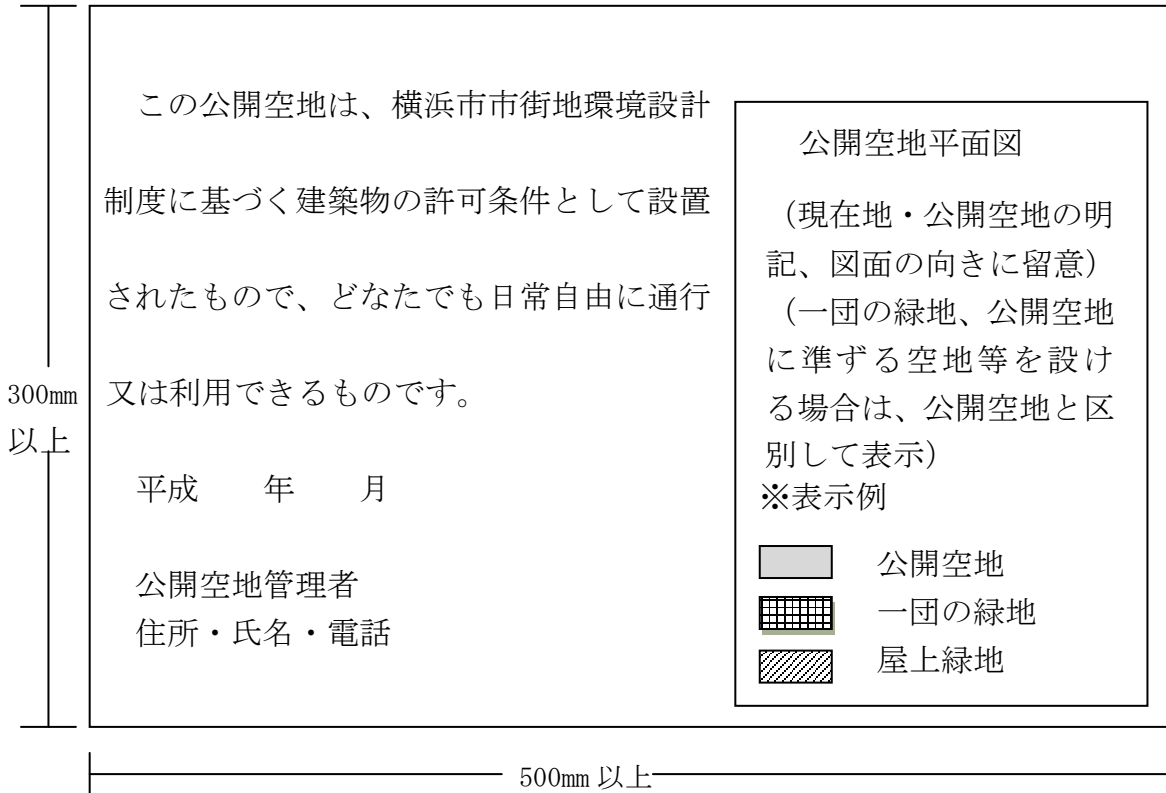 この公開空地は、横浜市市街地環境設計
制度に基づく建築物の許可条件として設置
されたもので、どなたでも日常自由に通行
又は利用できるものです。
平成　　年　　月
公開空地管理者
住所・氏名・電話
公開空地平面図
（現在地・公開空地の明
記、図面の向きに留意）
（一団の緑地、公開空地
に準ずる空地等を設け
る場合は、公開空地と区
別して表示）
※表示例
公開空地
一団の緑地
屋上緑地
300mm
以上
500mm 以上